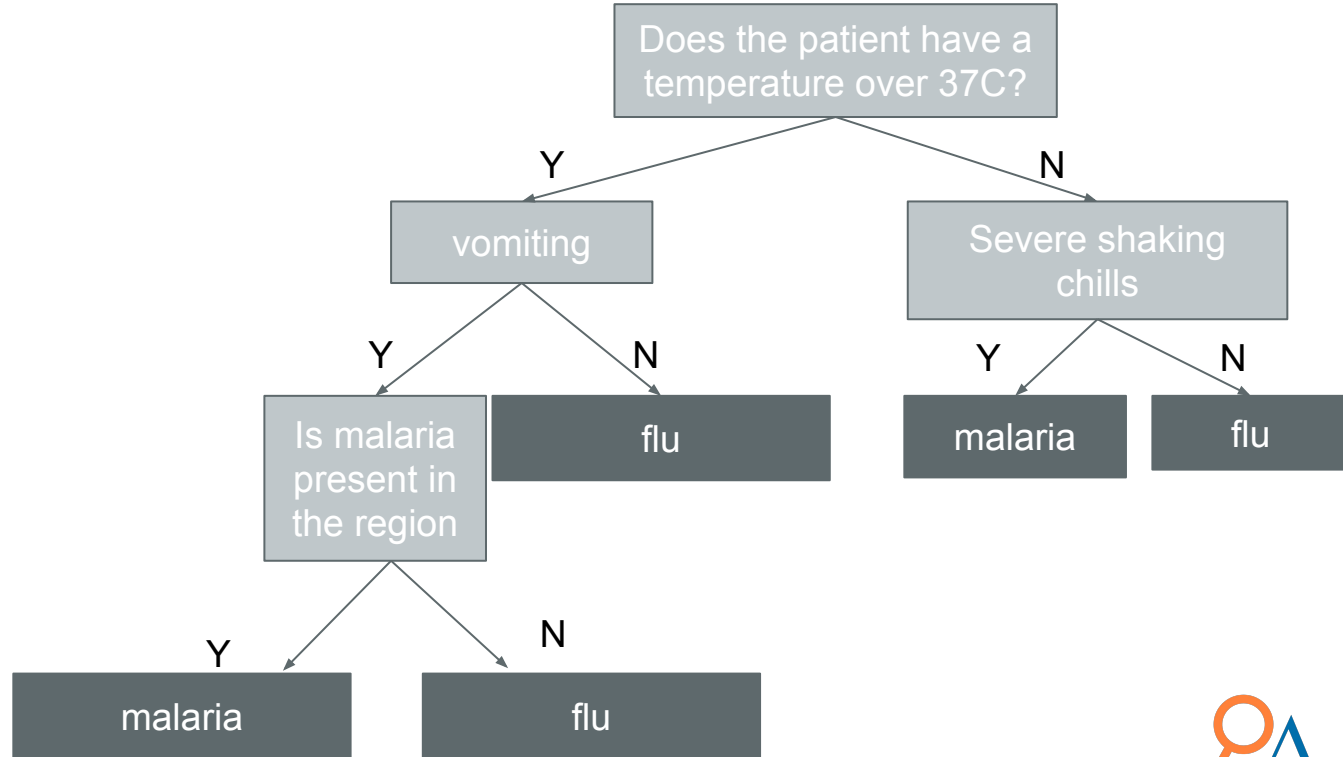 Does the patient have a
temperature over 37C?
Y
N
vomiting
Severe shaking
chills
Y
N
Y
N
Is malaria
present in
the region
flu
malaria
flu
Y
N
malaria
flu